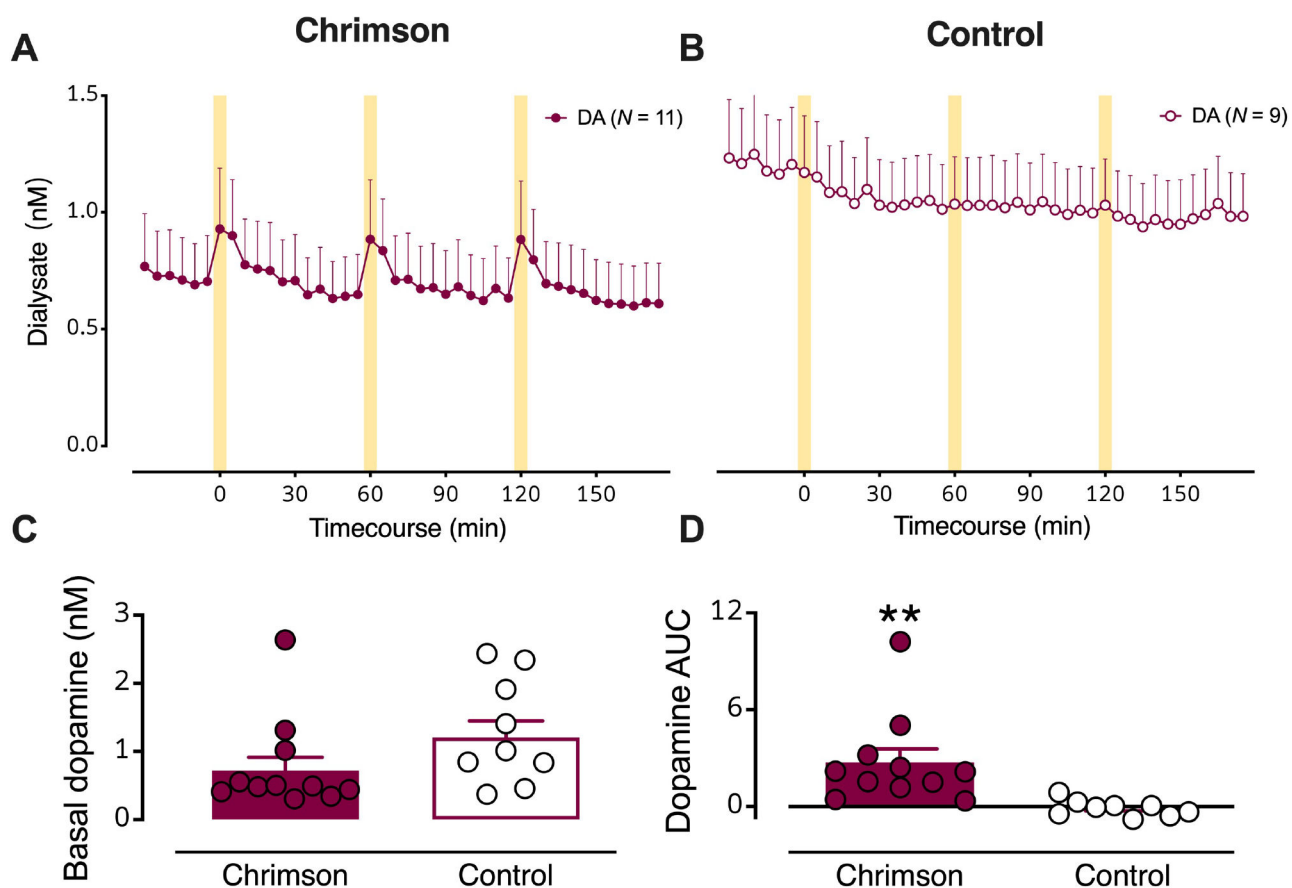 A
Chrimson
B
Control
1.5
1.0
0.5
0.0
Dialysate (nM)
DA (N = 11)
0 30 60 90 120 150
Timecourse (min)
DA (N = 9)
0 30 60 90 120 150
Timecourse (min)
C
3
2
1
0
Basal dopamine (nM)
Chrimson Control
D
12
6
0
Dopamine AUC
**
Chrimson Control